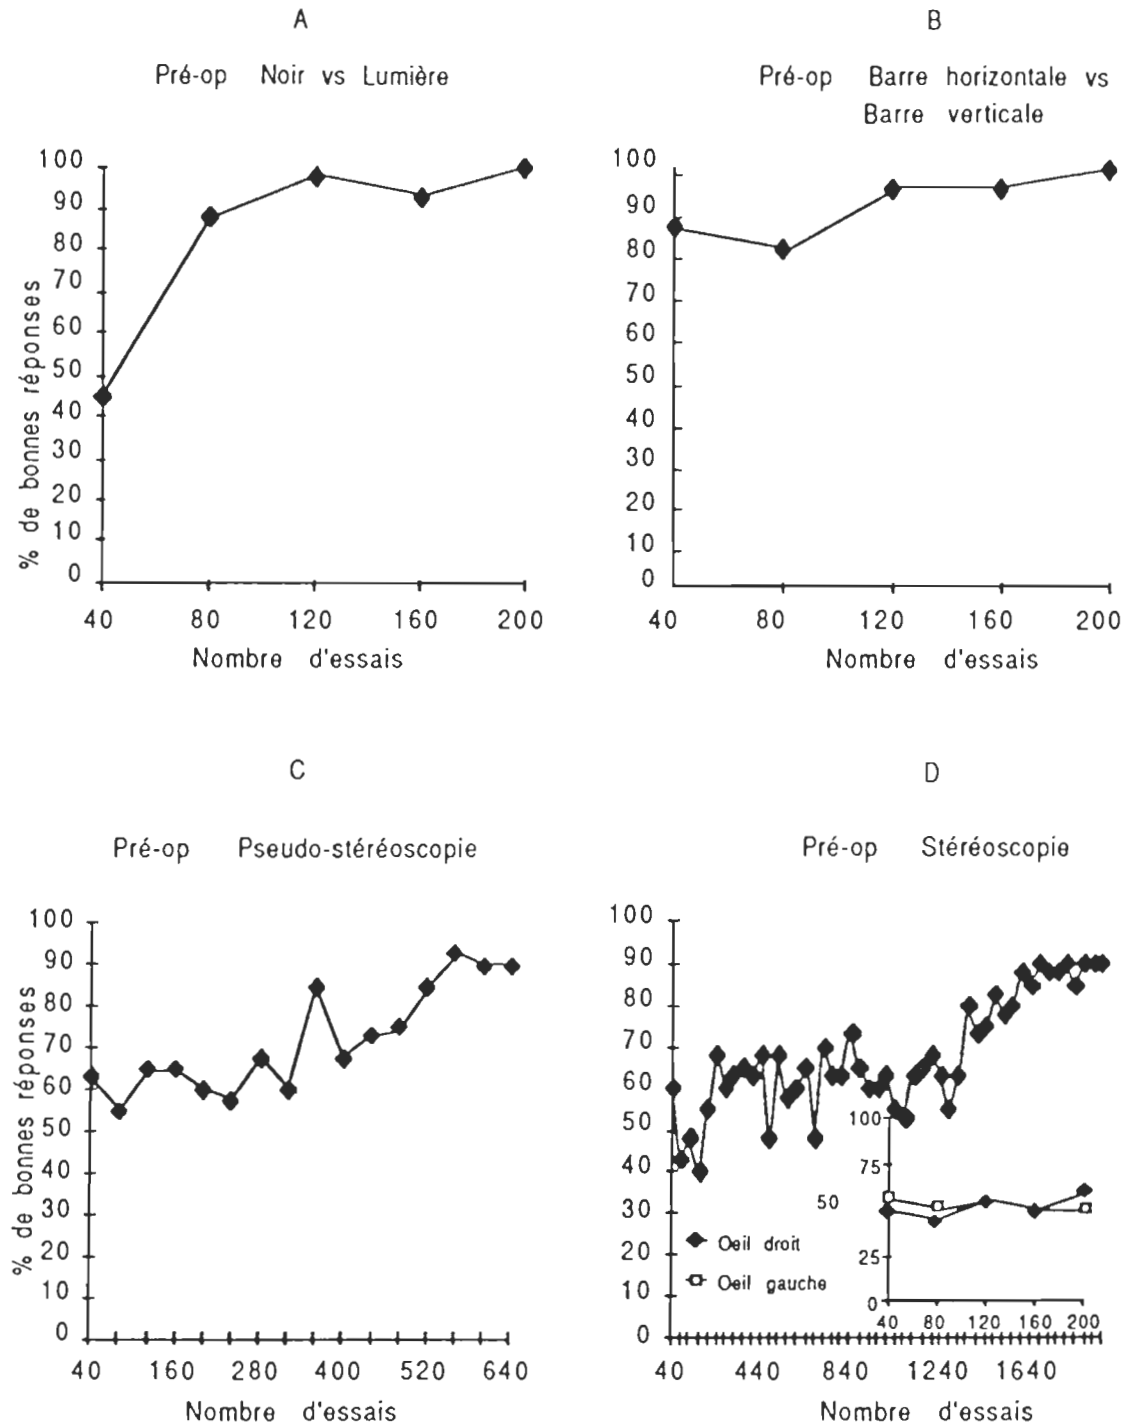 A
Pré-op Noir vs Lumière
100
90
80
70
60
50
40
30
20
10
0
% de bonnes réponses
40 80 120 160 200
Nombre d'essais
B
Pré-op Barre horizontale vs
Barre verticale
100
90
80
70
60
50
40
30
20
10
0
40 80 120 160 200
Nombre d'essais
C
Pré-op Pseudo-stéréoscopie
100
90
80
70
60
50
40
30
20
10
0
% de bonnes réponses
40 160 280 400 520 640
Nombre d'essais
D
Pré-op Stéréoscopie
100
90
80
70
60
50
40
30
20
10
0
Oeil droit
Oeil gauche
100
75
50
25
0
40 80 120 160 200
40 440 840 1240 1640
Nombre d'essais